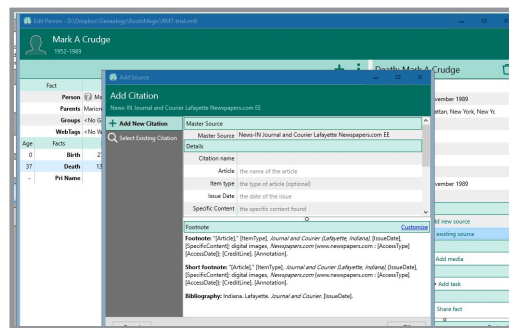 Edit Person - D:\Dropbox\Genealogy\RootsMagic\RM7-trial.rmtree
Mark A Crudge
1952-1989
Death: Mark A Crudge
Fact
Person
Parents Marion
Groups <No G
WebTags <No W
Age Facts
0 Birth 27
37 Death 13
- Pri Name
Add Source
Add Citation
News-IN Journal and Courier Lafayette Newspapers.com EE
Add New Citation
Select Existing Citation
Master Source
Master Source News-IN Journal and Courier Lafayette Newspapers.com EE
Details
Citation name
Article the name of the article
Item type the type of article (optional)
Issue Date the date of the issue
Specific Content the specific content found
Footnote Customize
Footnote: "[Article]," [ItemType], Journal and Courier (Lafayette, Indiana), [IssueDate],
[SpecificContent]; digital images, Newspapers.com (www.newspapers.com : [AccessType]
[AccessDate]); [CreditLine]. [Annotation].
Short footnote: "[Article]," [ItemType], Journal and Courier (Lafayette, Indiana), [IssueDate],
[SpecificContent]; digital images, Newspapers.com (www.newspapers.com : [AccessType]
[AccessDate]); [CreditLine]. [Annotation].
Bibliography: Indiana. Lafayette. Journal and Courier, [IssueDate].
vember 1989
attan, New York, New Yc
vember 1989
dd new source
existing source
Add media
Add task
Share fact